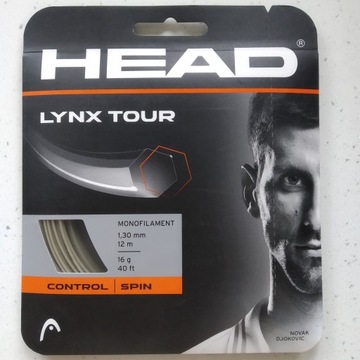 HEAD®
LYNX TOUR
MONOFILAMENT
1,30 mm
12 m
16 g
40 ft
CONTROL | SPIN
NOVAK
DJOKOVIC